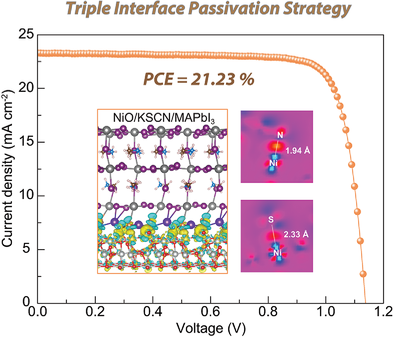 Triple Interface Passivation Strategy
PCE = 21.23 %
NiO/KSCN/MAPbI₃
N
1.94 Å
Ni
S
2.33 Å
Ni
Current density (mA cm⁻²)
25
20
15
10
5
0
0.0 0.2 0.4 0.6 0.8 1.0 1.2
Voltage (V)